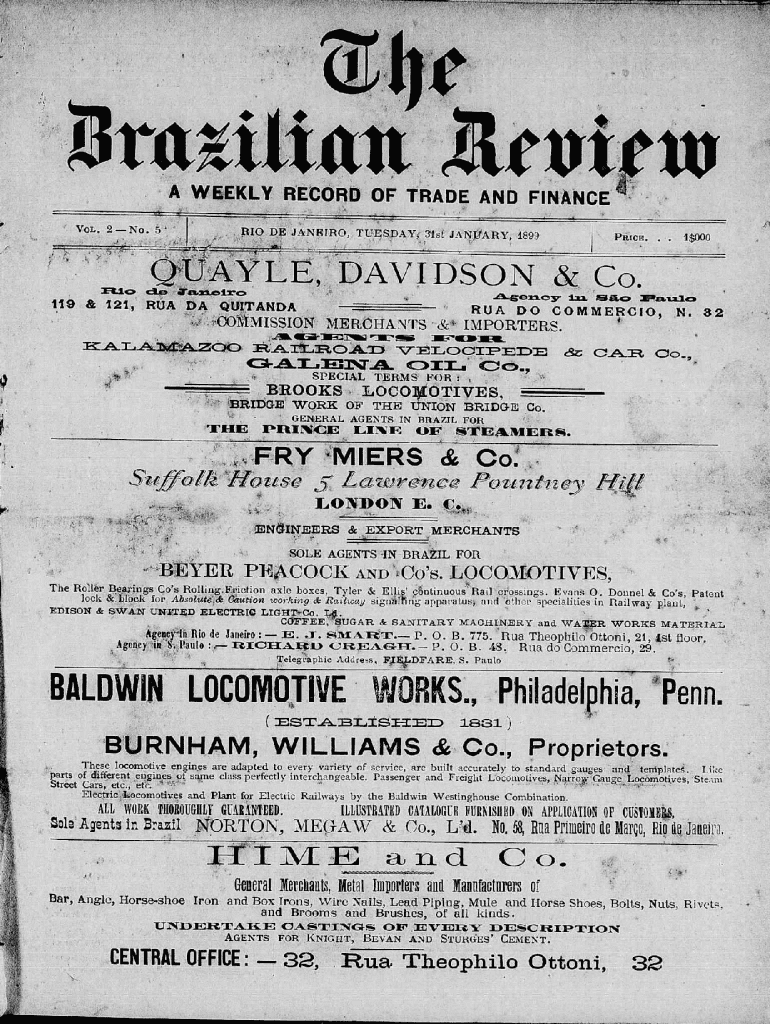 The
Brazilian Review
A WEEKLY RECORD OF TRADE AND FINANCE
VOL. 2 — No. 5
RIO DE JANEIRO, TUESDAY, 31st JANUARY, 1899
PRICE. . . 1$000
QUAYLE, DAVIDSON & Co.
Rio de Janeiro
Agency in São Paulo
119 & 121, RUA DA QUITANDA
RUA DO COMMERCIO, N. 32
COMMISSION MERCHANTS & IMPORTERS.
AGENTS FOR
KALAMAZOO RAILROAD VELOCIPEDE & CAR Co.,
GALENA OIL Co.,
SPECIAL TERMS FOR:
BROOKS LOCOMOTIVES,
BRIDGE WORK OF THE UNION BRIDGE Co.
GENERAL AGENTS IN BRAZIL FOR
THE PRINCE LINE OF STEAMERS.
FRY MIERS & Co.
Suffolk House 5 Lawrence Pountney Hill
LONDON E. C.
ENGINEERS & EXPORT MERCHANTS
SOLE AGENTS IN BRAZIL FOR
BEYER PEACOCK AND Co's. LOCOMOTIVES,
The Roller Bearings Co's Rolling Friction axle boxes, Tyler & Ellis' continuous Rail crossings. Evans O. Donnel & Co's, Patent
lock & block for Absolute & Caution working & Railway signalling apparatus, and other specialities in Railway plant,
EDISON & SWAN UNITED ELECTRIC LIGHT Co. Ld.
COFFEE, SUGAR & SANITARY MACHINERY and WATER WORKS MATERIAL
Agency in Rio de Janeiro: — E. J. SMART. — P. O. B. 775. Rua Theophilo Ottoni, 21, 1st floor,
Agency in S. Paulo: — RICHARD CREAGH. — P. O. B. 48. Rua do Commercio, 29.
Telegraphic Address, FIELDFARE, S. Paulo
BALDWIN LOCOMOTIVE WORKS., Philadelphia, Penn.
(ESTABLISHED 1831)
BURNHAM, WILLIAMS & Co., Proprietors.
These locomotive engines are adapted to every variety of service, are built accurately to standard gauges and templates. Like
parts of different engines of same class perfectly interchangeable. Passenger and Freight Locomotives, Narrow Gauge Locomotives, Steam
Street Cars, etc., etc.
Electric Locomotives and Plant for Electric Railways by the Baldwin Westinghouse Combination.
ALL WORK THOROUGHLY GUARANTEED. ILLUSTRATED CATALOGUE FURNISHED ON APPLICATION OF CUSTOMERS.
Sole Agents in Brazil NORTON, MEGAW & Co., L'd. No. 58, Rua Primeiro de Março, Rio de Janeiro.
HIME and Co.
General Merchants, Metal Importers and Manufacturers of
Bar, Angle, Horse-shoe Iron and Box Irons, Wire Nails, Lead Piping, Mule and Horse Shoes, Bolts, Nuts, Rivets,
and Brooms and Brushes, of all kinds.
UNDERTAKE CASTINGS OF EVERY DESCRIPTION
AGENTS FOR KNIGHT, BEVAN AND STURGES' CEMENT.
CENTRAL OFFICE: — 32, Rua Theophilo Ottoni, 32